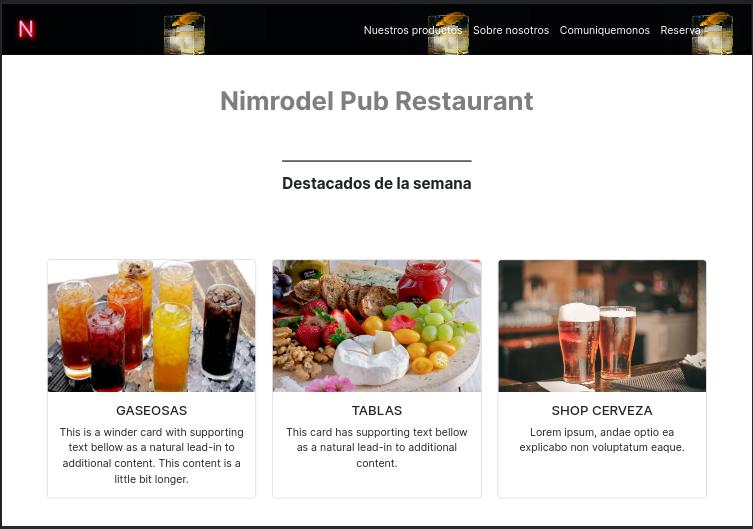 N
Nuestros productos Sobre nosotros Comuniquemonos Reserva
Nimrodel Pub Restaurant
Destacados de la semana
GASEOSAS
This is a winder card with supporting
text bellow as a natural lead-in to
additional content. This content is a
little bit longer.
TABLAS
This card has supporting text bellow
as a natural lead-in to additional
content.
SHOP CERVEZA
Lorem ipsum, andae optio ea
explicabo non voluptatum eaque.